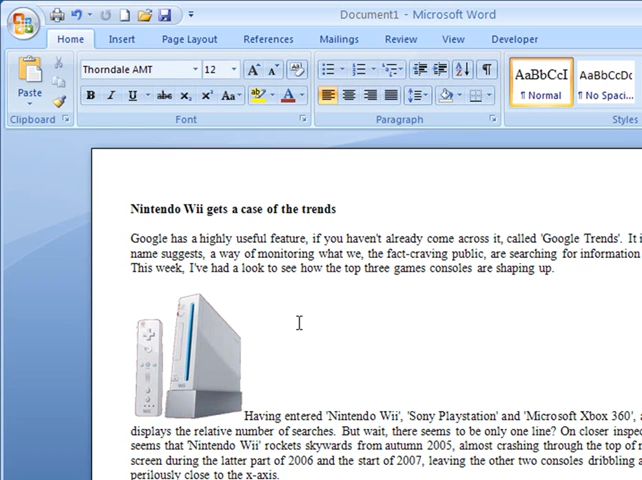 Document1 - Microsoft Word
Home Insert Page Layout References Mailings Review View Developer
Paste
Thorndale AMT 12
AaBbCcI AaBbCcDc
B I U abc X₂ X² Aa ab A
¶ Normal ¶ No Spaci...
Clipboard Font Paragraph Styles
Nintendo Wii gets a case of the trends
Google has a highly useful feature, if you haven't already come across it, called 'Google Trends'. It i
name suggests, a way of monitoring what we, the fact-craving public, are searching for information
This week, I've had a look to see how the top three games consoles are shaping up.
Having entered 'Nintendo Wii', 'Sony Playstation' and 'Microsoft Xbox 360', a
displays the relative number of searches. But wait, there seems to be only one line? On closer inspec
seems that 'Nintendo Wii' rockets skywards from autumn 2005, almost crashing through the top of
screen during the latter part of 2006 and the start of 2007, leaving the other two consoles dribbling a
perilously close to the x-axis.